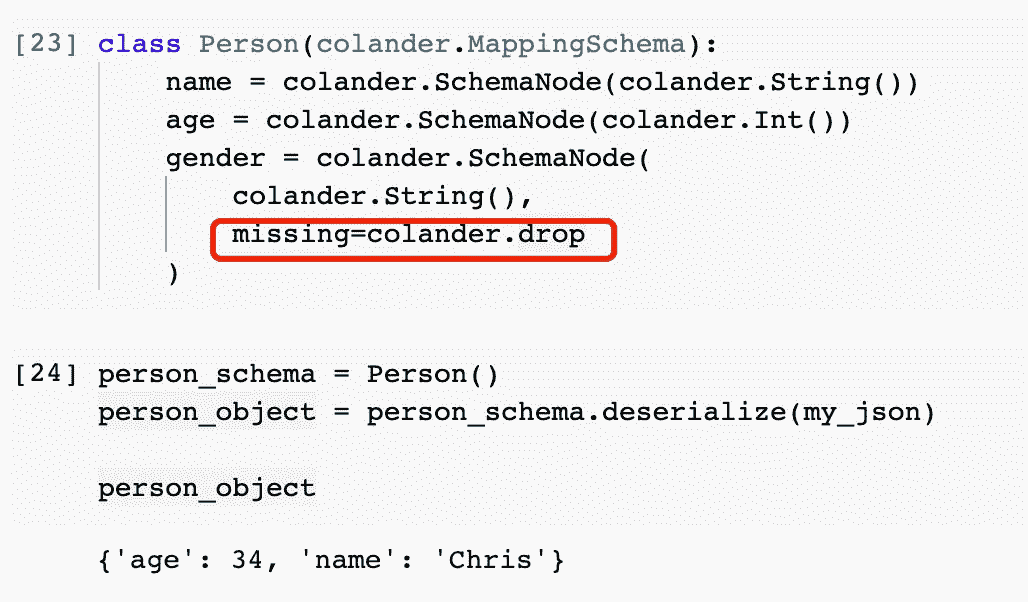 [23] class Person(colander.MappingSchema):
name = colander.SchemaNode(colander.String())
age = colander.SchemaNode(colander.Int())
gender = colander.SchemaNode(
colander.String(),
missing=colander.drop
)
[24] person_schema = Person()
person_object = person_schema.deserialize(my_json)
person_object
{'age': 34, 'name': 'Chris'}